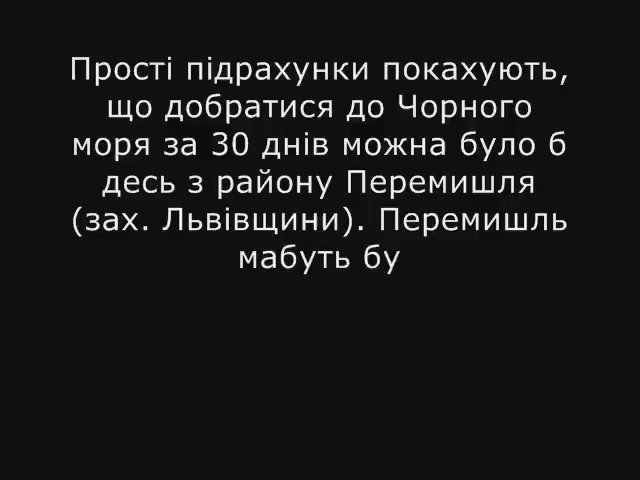 Прості підрахунки покахують,
що добратися до Чорного
моря за 30 днів можна було б
десь з району Перемишля
(зах. Львівщини). Перемишль
мабуть бу